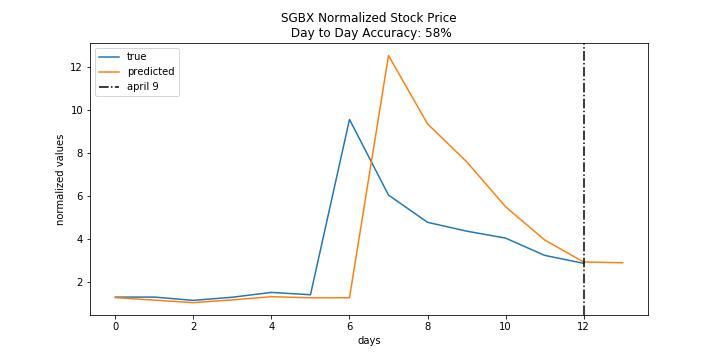 SGBX Normalized Stock Price
Day to Day Accuracy: 58%
true
predicted
april 9
normalized values
12
10
8
6
4
2
0
2
4
6
8
10
12
days